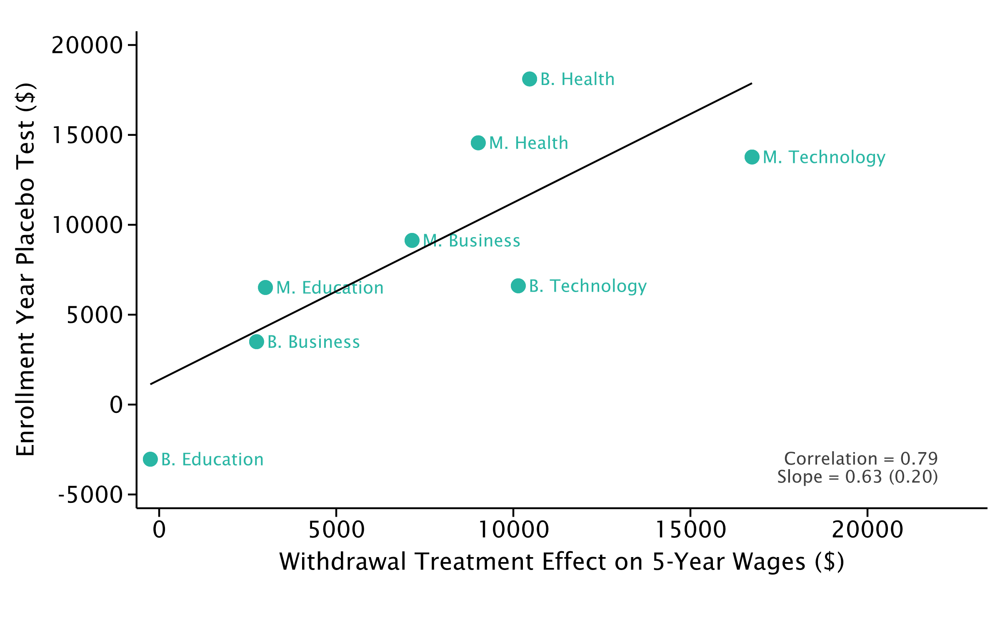 Enrollment Year Placebo Test ($)
20000
15000
10000
5000
0
-5000
B. Health
M. Health
M. Technology
M. Business
M. Education
B. Technology
B. Business
B. Education
Correlation = 0.79
Slope = 0.63 (0.20)
0 5000 10000 15000 20000
Withdrawal Treatment Effect on 5-Year Wages ($)